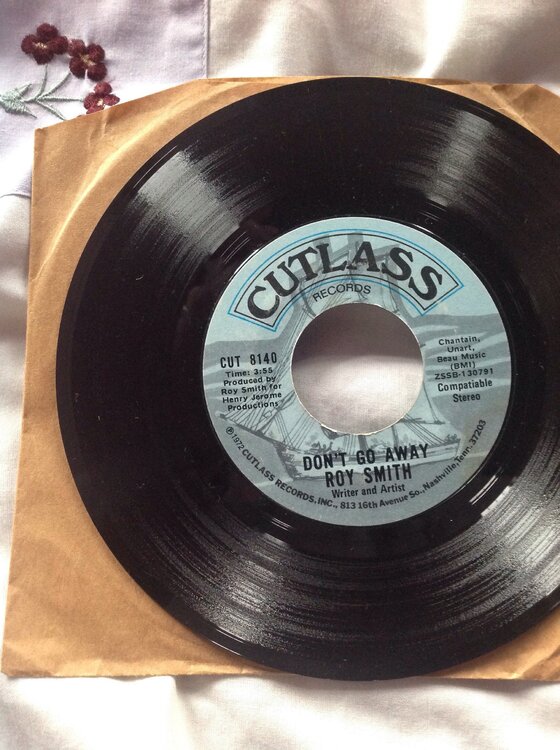 CUTLASS
RECORDS
CUT 8140
Time: 3:55
Produced by
Roy Smith for
Henry Jerome
Productions
Chantain,
Unart,
Beau Music
(BMI)
ZSSB-130791
Compatiable
Stereo
DON'T GO AWAY
ROY SMITH
Writer and Artist
℗1972 CUTLASS RECORDS, INC., 813 16th Avenue So., Nashville, Tenn. 37203